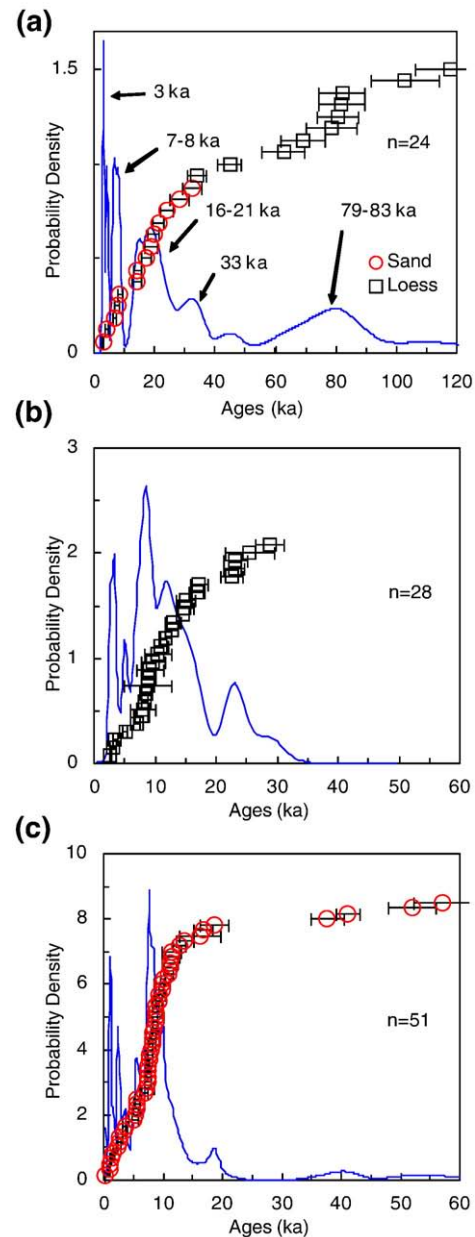 (a)
1.5
3 ka
7-8 ka
n=24
16-21 ka
79-83 ka
33 ka
Sand
Loess
Probability Density
0
0 20 40 60 80 100 120
Ages (ka)
(b)
3
2
n=28
1
Probability Density
0
0 10 20 30 40 50 60
Ages (ka)
(c)
10
8
6
n=51
4
2
Probability Density
0
0 10 20 30 40 50 60
Ages (ka)